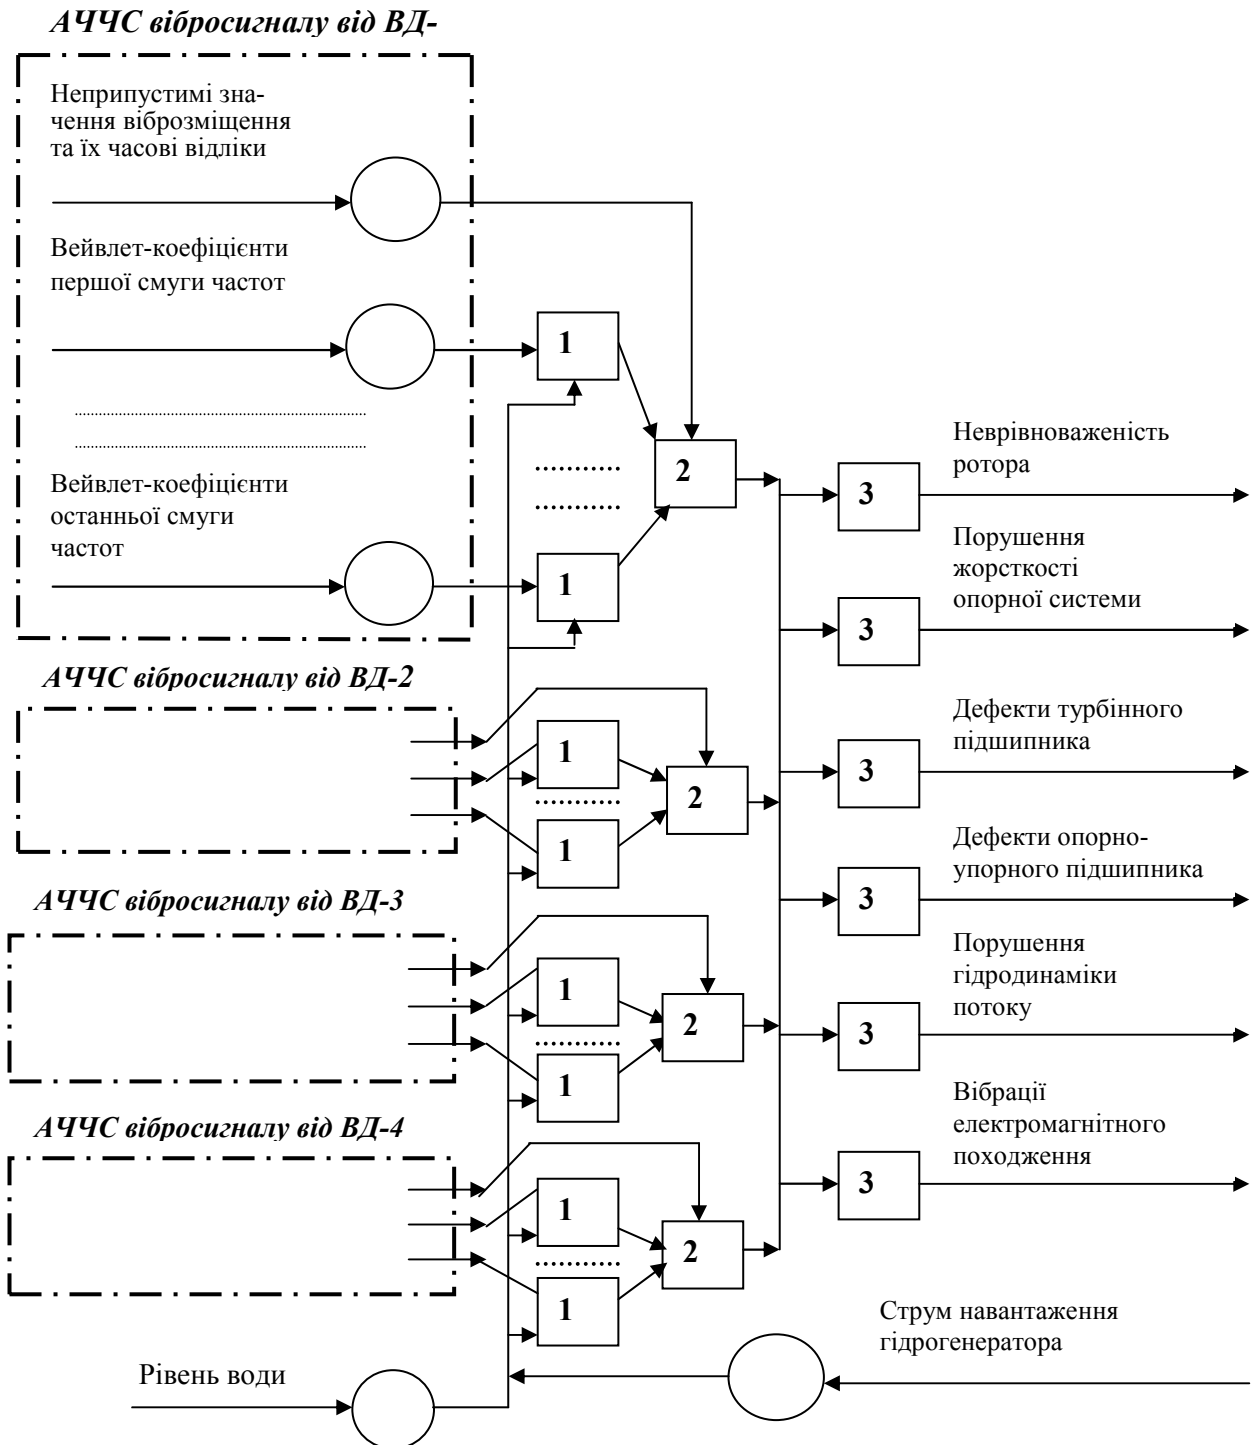 АЧЧС вібросигналу від ВД-
Неприпустимі зна-
чення віброзміщення
та їх часові відліки
Вейвлет-коефіцієнти
першої смуги частот
1
2
Вейвлет-коефіцієнти
останньої смуги
частот
1
Неврівноваженість
ротора
3
Порушення
жорсткості
опорної системи
3
АЧЧС вібросигналу від ВД-2
1
2
1
Дефекти турбінного
підшипника
3
Дефекти опорно-
упорного підшипника
3
АЧЧС вібросигналу від ВД-3
1
2
1
Порушення
гідродинаміки
потоку
3
АЧЧС вібросигналу від ВД-4
1
2
1
Вібрації
електромагнітного
походження
3
Струм навантаження
гідрогенератора
Рівень води